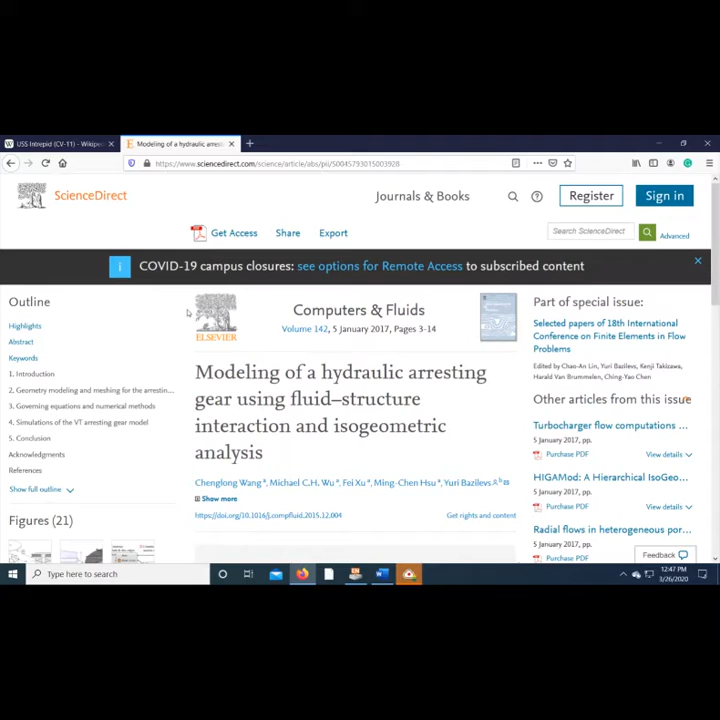 USS Intrepid (CV-11) - Wikiped
Modeling of a hydraulic arrest
https://www.sciencedirect.com/science/article/abs/pii/S0045793015003928
ScienceDirect
Journals & Books
Register
Sign in
Get Access
Share
Export
Search ScienceDirect
Advanced
COVID-19 campus closures: see options for Remote Access to subscribed content
Outline
Highlights
Abstract
Keywords
1. Introduction
2. Geometry modeling and meshing for the arrestin...
3. Governing equations and numerical methods
4. Simulations of the VT arresting gear model
5. Conclusion
Acknowledgments
References
Show full outline
Figures (21)
ELSEVIER
Computers & Fluids
Volume 142, 5 January 2017, Pages 3-14
Modeling of a hydraulic arresting
gear using fluid–structure
interaction and isogeometric
analysis
Chenglong Wang a, Michael C.H. Wu a, Fei Xu a, Ming-Chen Hsu a, Yuri Bazilevs b
Show more
https://doi.org/10.1016/j.compfluid.2015.12.004
Get rights and content
Part of special issue:
Selected papers of 18th International
Conference on Finite Elements in Flow
Problems
Edited by Chao-An Lin, Yuri Bazilevs, Kenji Takizawa,
Harald Van Brummelen, Ching-Yao Chen
Other articles from this issue
Turbocharger flow computations ...
5 January 2017, pp.
Purchase PDF
View details
HIGAMod: A Hierarchical IsoGeo...
5 January 2017, pp.
Purchase PDF
View details
Radial flows in heterogeneous por...
5 January 2017, pp.
Purchase PDF
Feedback
Type here to search
12:47 PM
3/26/2020